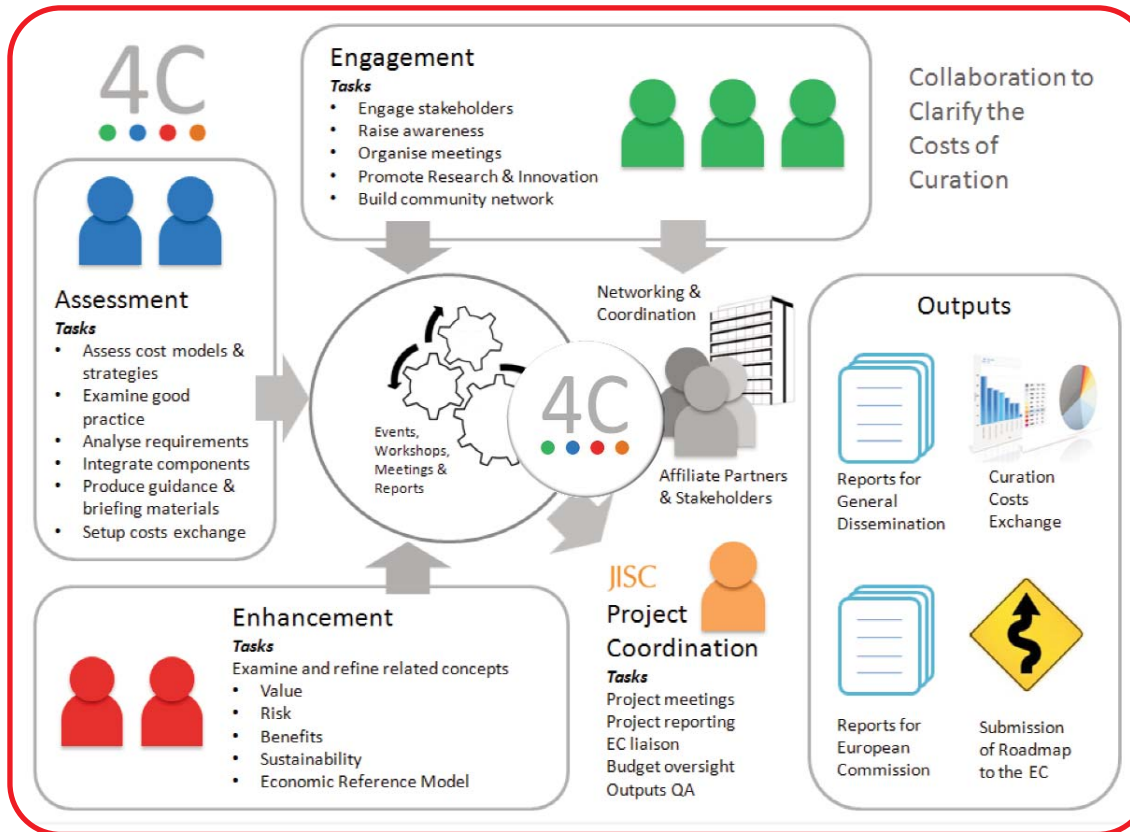 4C
Engagement
Tasks
• Engage stakeholders
• Raise awareness
• Organise meetings
• Promote Research & Innovation
• Build community network
Collaboration to
Clarify the
Costs of
Curation
Assessment
Tasks
• Assess cost models &
strategies
• Examine good
practice
• Analyse requirements
• Integrate components
• Produce guidance &
briefing materials
• Setup costs exchange
Events,
Workshops,
Meetings &
Reports
4C
Networking &
Coordination
Affiliate Partners
& Stakeholders
Outputs
Reports for
General
Dissemination
Curation
Costs
Exchange
Reports for
European
Commission
Submission
of Roadmap
to the EC
Enhancement
Tasks
Examine and refine related concepts
• Value
• Risk
• Benefits
• Sustainability
• Economic Reference Model
JISC
Project
Coordination
Tasks
Project meetings
Project reporting
EC liaison
Budget oversight
Outputs QA